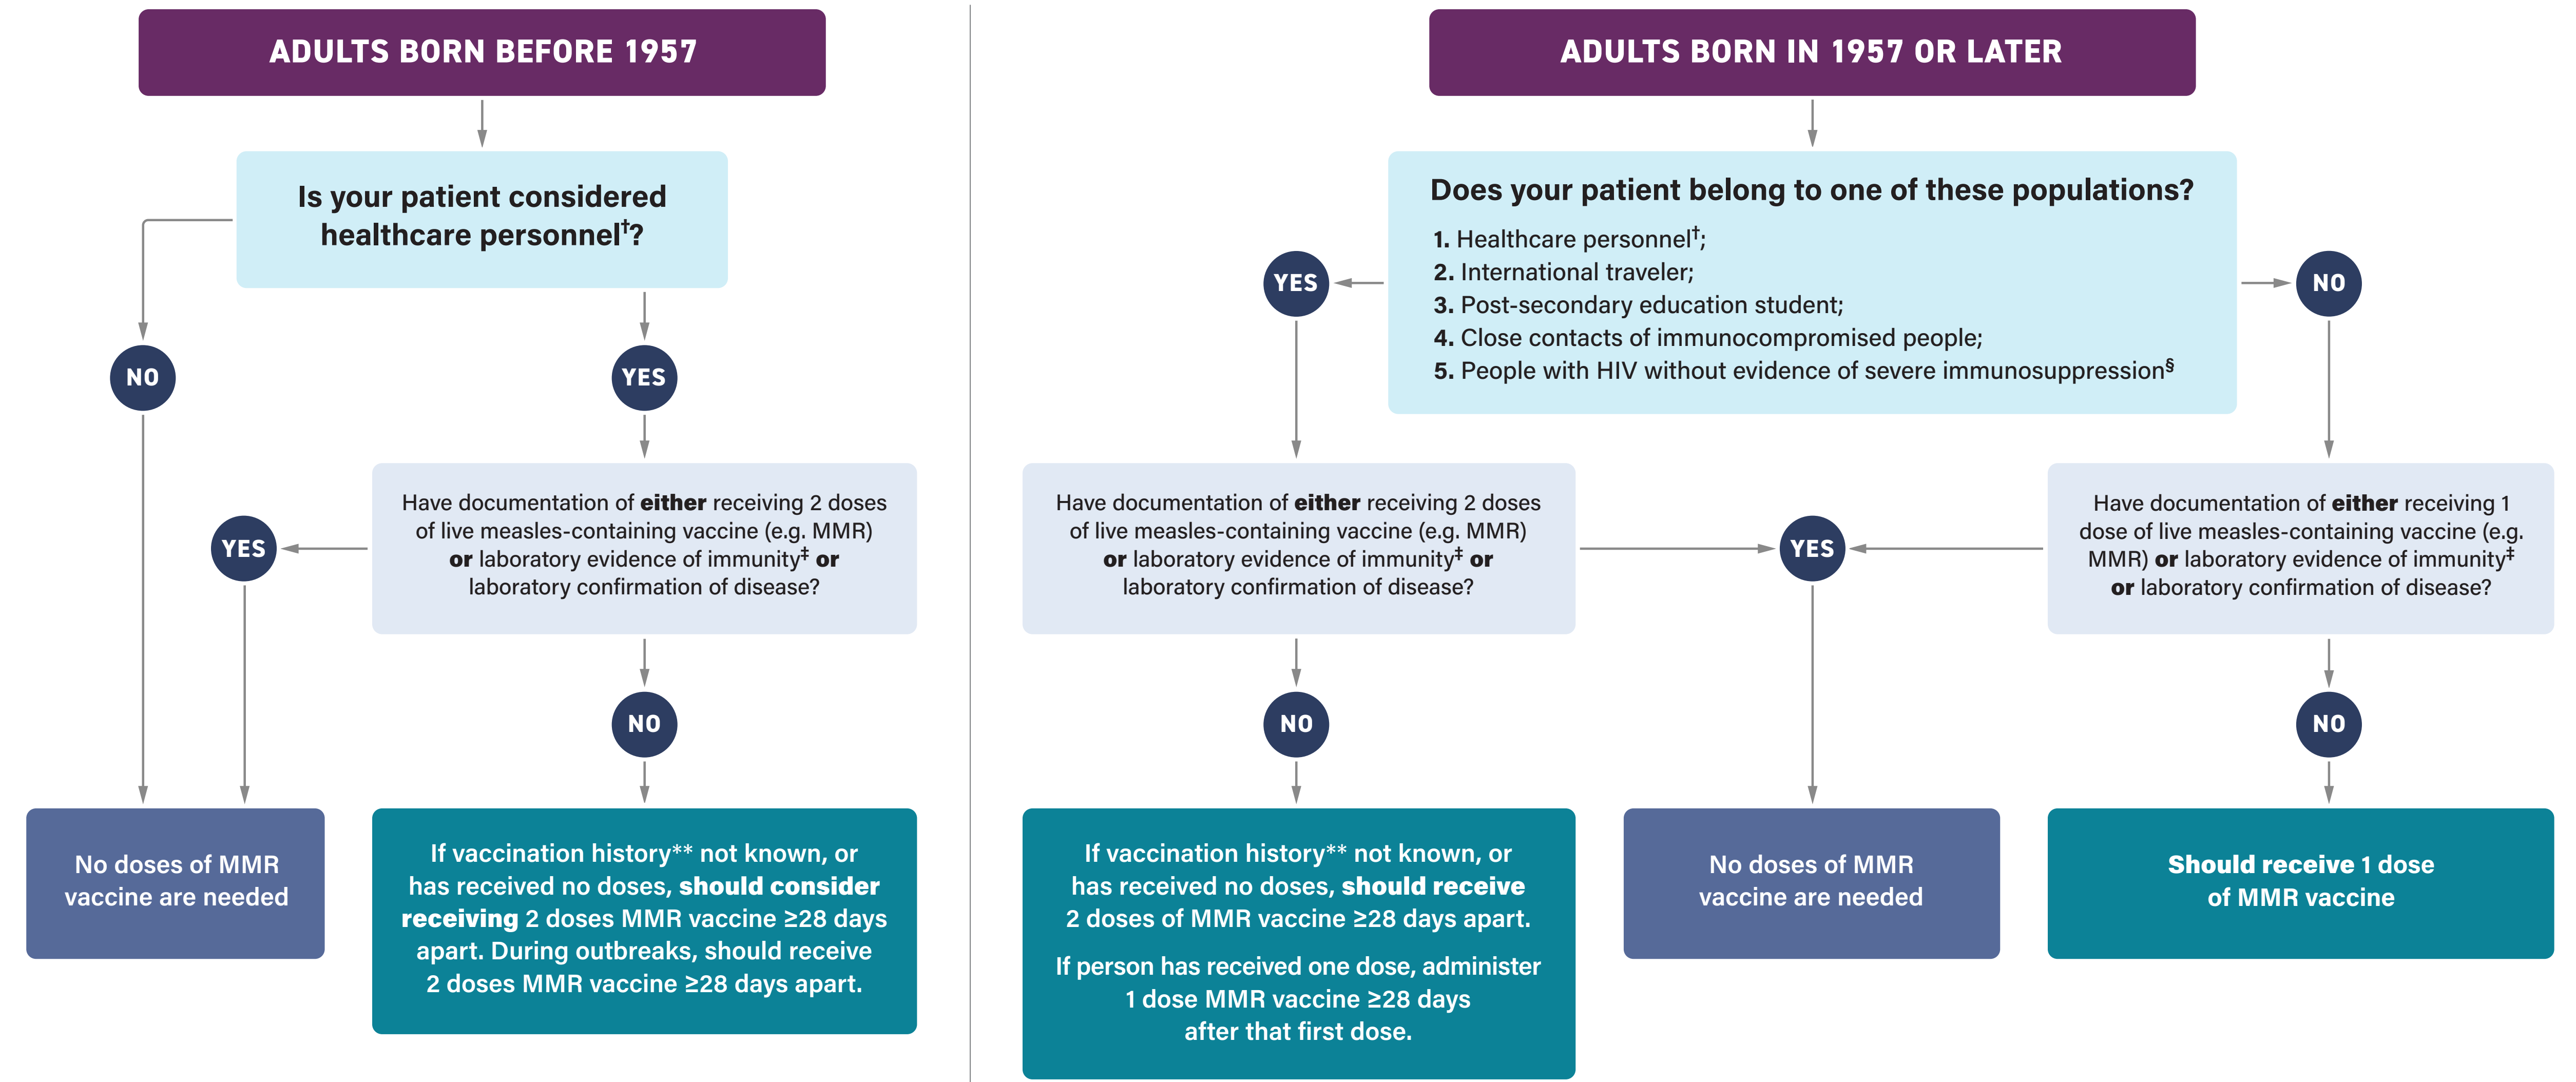 ADULTS BORN BEFORE 1957
Is your patient considered
healthcare personnel†?
NO
YES
Have documentation of either receiving 2 doses
of live measles-containing vaccine (e.g. MMR)
or laboratory evidence of immunity‡ or
laboratory confirmation of disease?
YES
NO
No doses of MMR
vaccine are needed
If vaccination history** not known, or
has received no doses, should consider
receiving 2 doses MMR vaccine ≥28 days
apart. During outbreaks, should receive
2 doses MMR vaccine ≥28 days apart.
ADULTS BORN IN 1957 OR LATER
Does your patient belong to one of these populations?
1. Healthcare personnel†;
2. International traveler;
3. Post-secondary education student;
4. Close contacts of immunocompromised people;
5. People with HIV without evidence of severe immunosuppression§
YES
NO
Have documentation of either receiving 2 doses
of live measles-containing vaccine (e.g. MMR)
or laboratory evidence of immunity‡ or
laboratory confirmation of disease?
YES
Have documentation of either receiving 1
dose of live measles-containing vaccine (e.g.
MMR) or laboratory evidence of immunity‡
or laboratory confirmation of disease?
NO
NO
If vaccination history** not known, or
has received no doses, should receive
2 doses of MMR vaccine ≥28 days apart.
If person has received one dose, administer
1 dose MMR vaccine ≥28 days
after that first dose.
No doses of MMR
vaccine are needed
Should receive 1 dose
of MMR vaccine